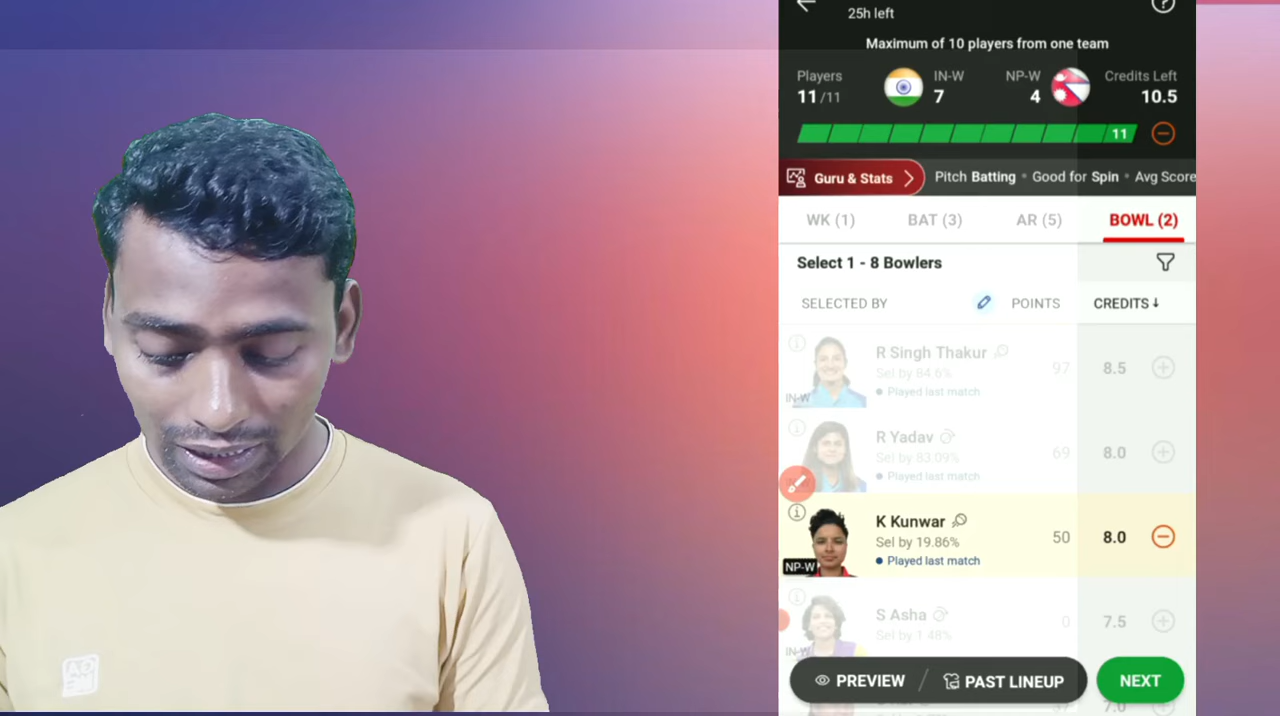 25h left
?
Maximum of 10 players from one team
Players IN-W NP-W Credits Left
11/11 7 4 10.5
11
Guru & Stats Pitch Batting • Good for Spin • Avg Score
WK (1) BAT (3) AR (5) BOWL (2)
Select 1 - 8 Bowlers
SELECTED BY POINTS CREDITS↓
R Singh Thakur
Sel by 84.6% 97 8.5
Played last match
IN-W
R Yadav
Sel by 83.09% 69 8.0
Played last match
K Kunwar
Sel by 19.86% 50 8.0
Played last match
NP-W
S Asha
Sel by 1.48% 0 7.5
IN-W
PREVIEW / PAST LINEUP NEXT
7.0